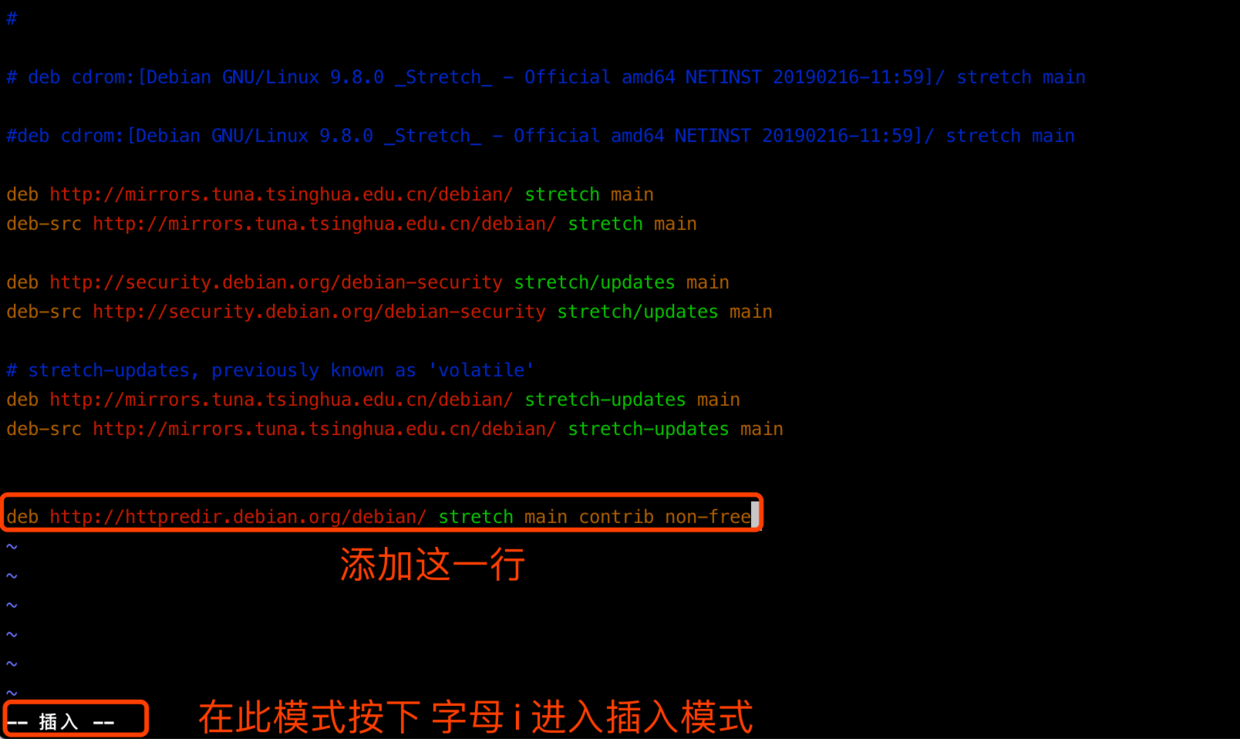 #
# deb cdrom:[Debian GNU/Linux 9.8.0 _Stretch_ - Official amd64 NETINST 20190216-11:59]/ stretch main
#deb cdrom:[Debian GNU/Linux 9.8.0 _Stretch_ - Official amd64 NETINST 20190216-11:59]/ stretch main
deb http://mirrors.tuna.tsinghua.edu.cn/debian/ stretch main
deb-src http://mirrors.tuna.tsinghua.edu.cn/debian/ stretch main
deb http://security.debian.org/debian-security stretch/updates main
deb-src http://security.debian.org/debian-security stretch/updates main
# stretch-updates, previously known as 'volatile'
deb http://mirrors.tuna.tsinghua.edu.cn/debian/ stretch-updates main
deb-src http://mirrors.tuna.tsinghua.edu.cn/debian/ stretch-updates main
deb http://httpredir.debian.org/debian/ stretch main contrib non-free
~
添加这一行
~
~
~
~
~
-- 插入 -- 在此模式按下 字母 i 进入插入模式